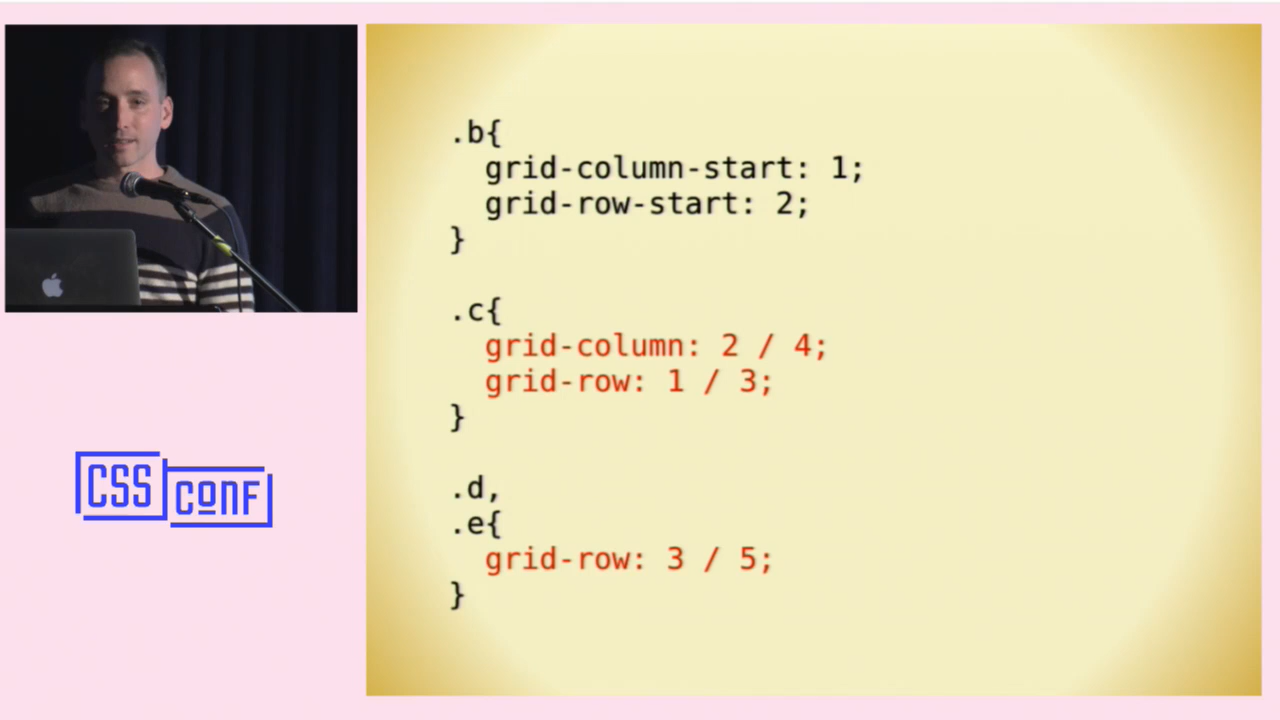 .b{
grid-column-start: 1;
grid-row-start: 2;
}
.c{
grid-column: 2 / 4;
grid-row: 1 / 3;
}
.d,
.e{
grid-row: 3 / 5;
}
CSS
CONF